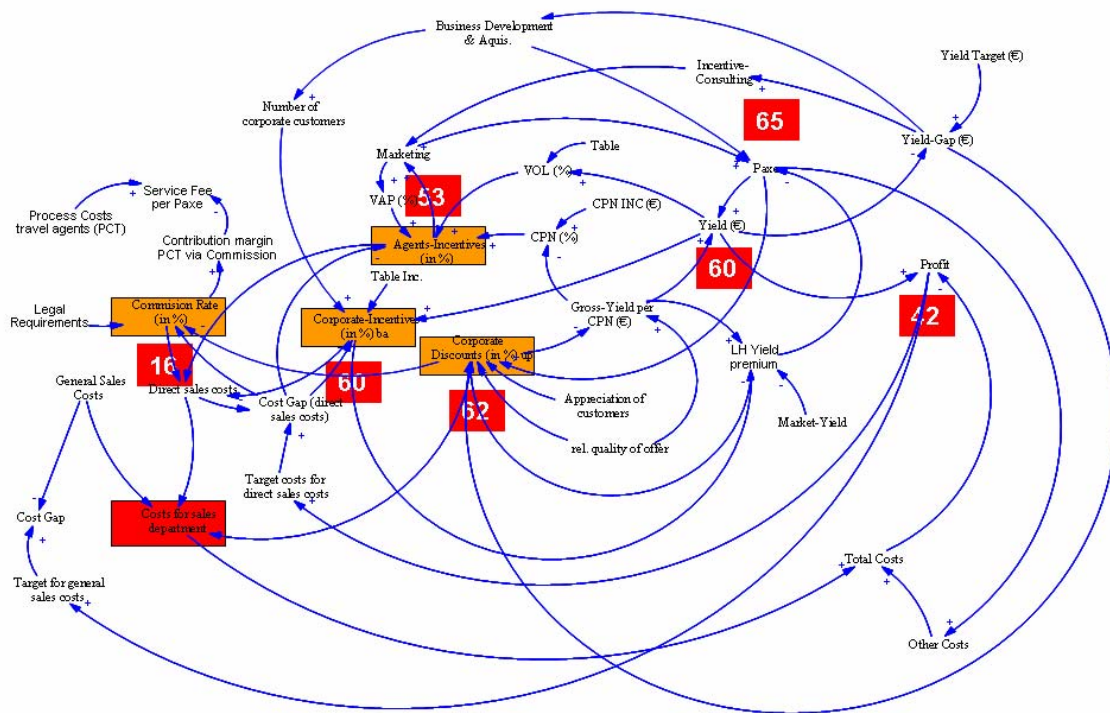 Business Development
& Aquis.
Yield Target (€)
Incentive-
Consulting
Number of
corporate customers
65
Yield-Gap (€)
Marketing
Table
VOL (%)
Paxe
Service Fee
per Paxe
53
VAP (%)
CPN INC (€)
Process Costs
travel agents (PCT)
Yield (€)
CPN (%)
Contribution margin
PCT via Commission
Agents-Incentives
(in %)
60
Profit
Table Inc.
Legal
Requirements
Commision Rate
(in %)
Corporate-Incentives
(in %) ba
Gross-Yield per
CPN (€)
42
Corporate
Discounts (in %) up
LH Yield
premium
16
60
General Sales
Costs
Direct sales costs
Cost Gap (direct
sales costs)
62
Appreciation of
customers
Market-Yield
rel. quality of offer
Target costs for
direct sales costs
Cost Gap
Costs for sales
department
Total Costs
Target for general
sales costs
Other Costs